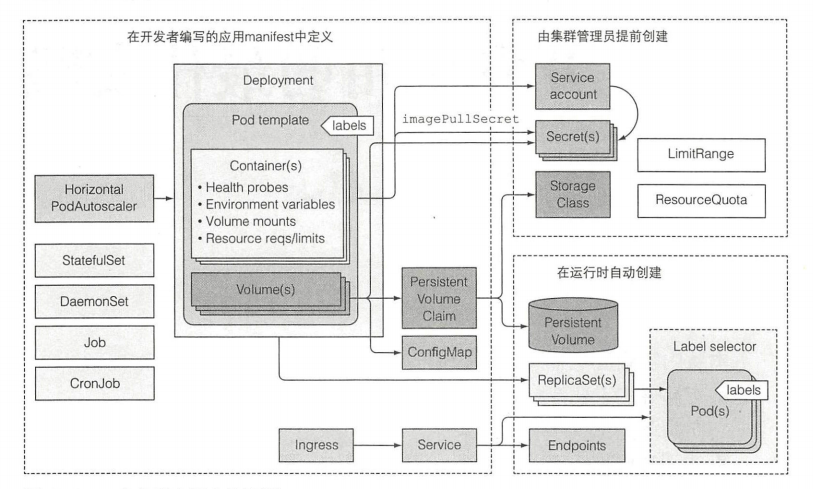 在开发者编写的应用manifest中定义
Deployment
Pod template
labels
Container(s)
• Health probes
• Environment variables
• Volume mounts
• Resource reqs/limits
Volume(s)
Horizontal
PodAutoscaler
StatefulSet
DaemonSet
Job
CronJob
imagePullSecret
Persistent
Volume
Claim
ConfigMap
Ingress
Service
由集群管理员提前创建
Service
account
Secret(s)
Storage
Class
LimitRange
ResourceQuota
在运行时自动创建
Persistent
Volume
ReplicaSet(s)
Endpoints
Label selector
labels
Pod(s)